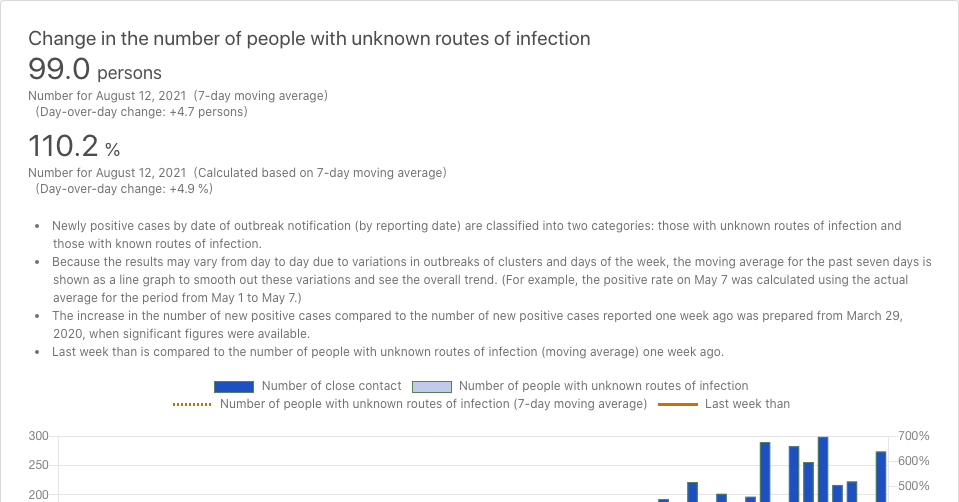 Change in the number of people with unknown routes of infection
99.0 persons
Number for August 12, 2021 (7-day moving average)
(Day-over-day change: +4.7 persons)
110.2 %
Number for August 12, 2021 (Calculated based on 7-day moving average)
(Day-over-day change: +4.9 %)
• Newly positive cases by date of outbreak notification (by reporting date) are classified into two categories: those with unknown routes of infection and
those with known routes of infection.
• Because the results may vary from day to day due to variations in outbreaks of clusters and days of the week, the moving average for the past seven days is
shown as a line graph to smooth out these variations and see the overall trend. (For example, the positive rate on May 7 was calculated using the actual
average for the period from May 1 to May 7.)
• The increase in the number of new positive cases compared to the number of new positive cases reported one week ago was prepared from March 29,
2020, when significant figures were available.
• Last week than is compared to the number of people with unknown routes of infection (moving average) one week ago.
Number of close contact Number of people with unknown routes of infection
Number of people with unknown routes of infection (7-day moving average) Last week than
300 700%
600%
250
500%
200